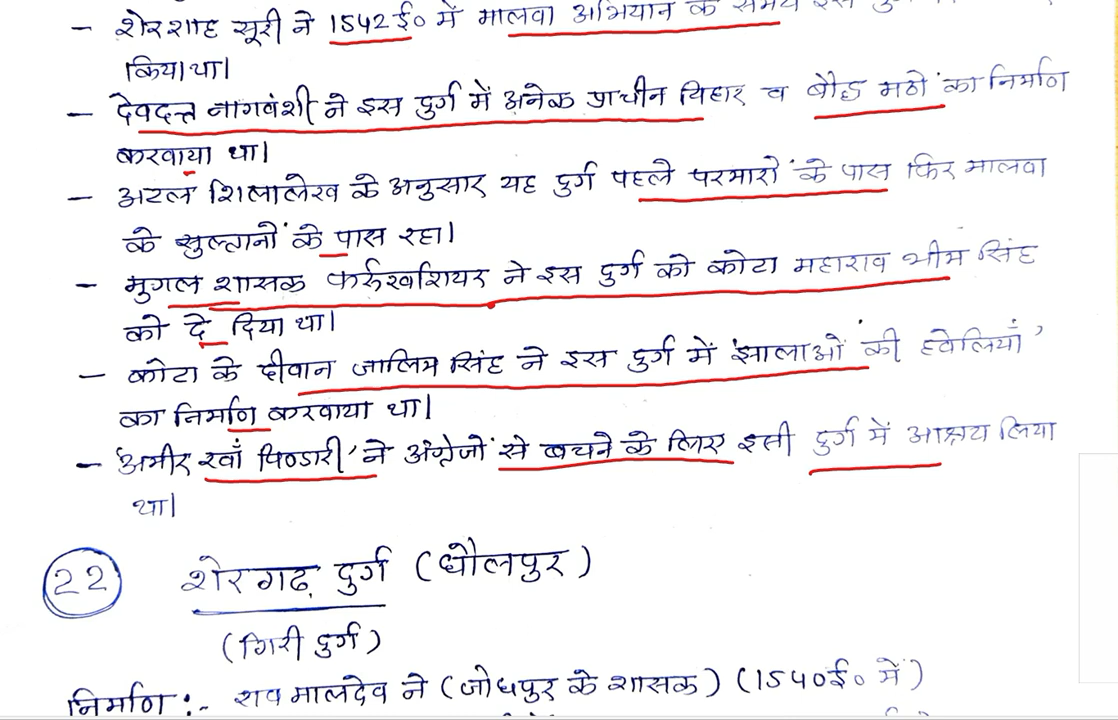 - शेरशाह सूरी ने 1542ई० में मालवा अभियान के समय इस
किया था।
- देवदत्त नागवंशी ने इस दुर्ग में अनेक प्राचीन विहार व बौद्ध मठों का निर्माण
करवाया था।
- अटल शिलालेख के अनुसार यह दुर्ग पहले परमारों के पास फिर मालवा
के सुल्तानों के पास रहा।
- मुगल शासक फर्रुखशियर ने इस दुर्ग को कोटा महाराव भीम सिंह
को दे दिया था।
- कोटा के दीवान जालिम सिंह ने इस दुर्ग में 'झालाओं की हवेलियाँ'
का निर्माण करवाया था।
- 'अमीर खाँ पिण्डारी' ने अंग्रेजों से बचने के लिए इसी दुर्ग में आश्रय लिया
था।
22 शेरगढ़ दुर्ग (धौलपुर)
(गिरी दुर्ग)
निर्माण :- राव मालदेव ने (जोधपुर के शासक) (1540ई० में)